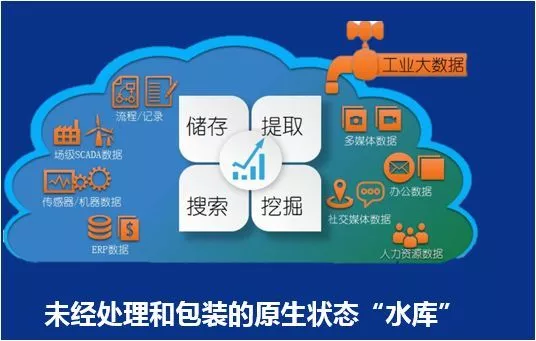 工业大数据
流程/记录
储存
提取
多媒体数据
场级SCADA数据
办公数据
传感器/机器数据
搜索
挖掘
社交媒体数据
ERP数据
人力资源数据
未经处理和包装的原生状态“水库”